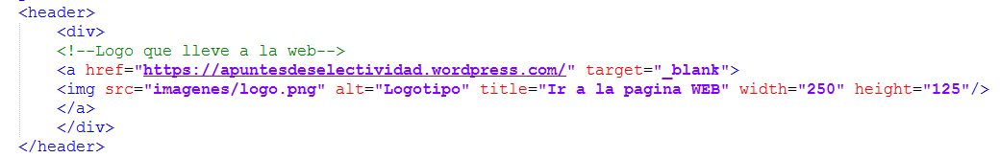 <header>
<div>
<!--Logo que lleve a la web-->
<a href="https://apuntesdeselectividad.wordpress.com/" target="_blank">
<img src="imagenes/logo.png" alt="Logotipo" title="Ir a la pagina WEB" width="250" height="125"/>
</a>
</div>
</header>